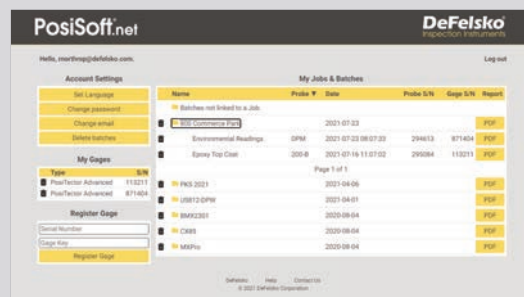 PosiSoft.net
DeFelsko
Inspection Instruments
Hello, rnorthrop@defelsko.com.
Log out
Account Settings
Set Language
Change password
Change email
Delete batches
My Gages
Type S/N
PosiTector Advanced 113211
PosiTector Advanced 871404
Register Gage
Serial Number
Gage Key
Register Gage
My Jobs & Batches
Name Probe ▼ Date Probe S/N Gage S/N Report
Batches not linked to a Job.
800 Commerce Park 2021-07-23 PDF
Environmental Readings DPM 2021-07-23 08:07:33 294613 871404 PDF
Epoxy Top Coat 200-B 2021-07-16 11:07:02 295084 113211 PDF
Page 1 of 1
PKS 2021 2021-04-06 PDF
US812-DPW 2021-04-01 PDF
BMX2301 2020-08-04 PDF
CX85 2020-08-04 PDF
MXPro 2020-08-04 PDF
DeFelsko Help Contact Us
© 2021 DeFelsko Corporation